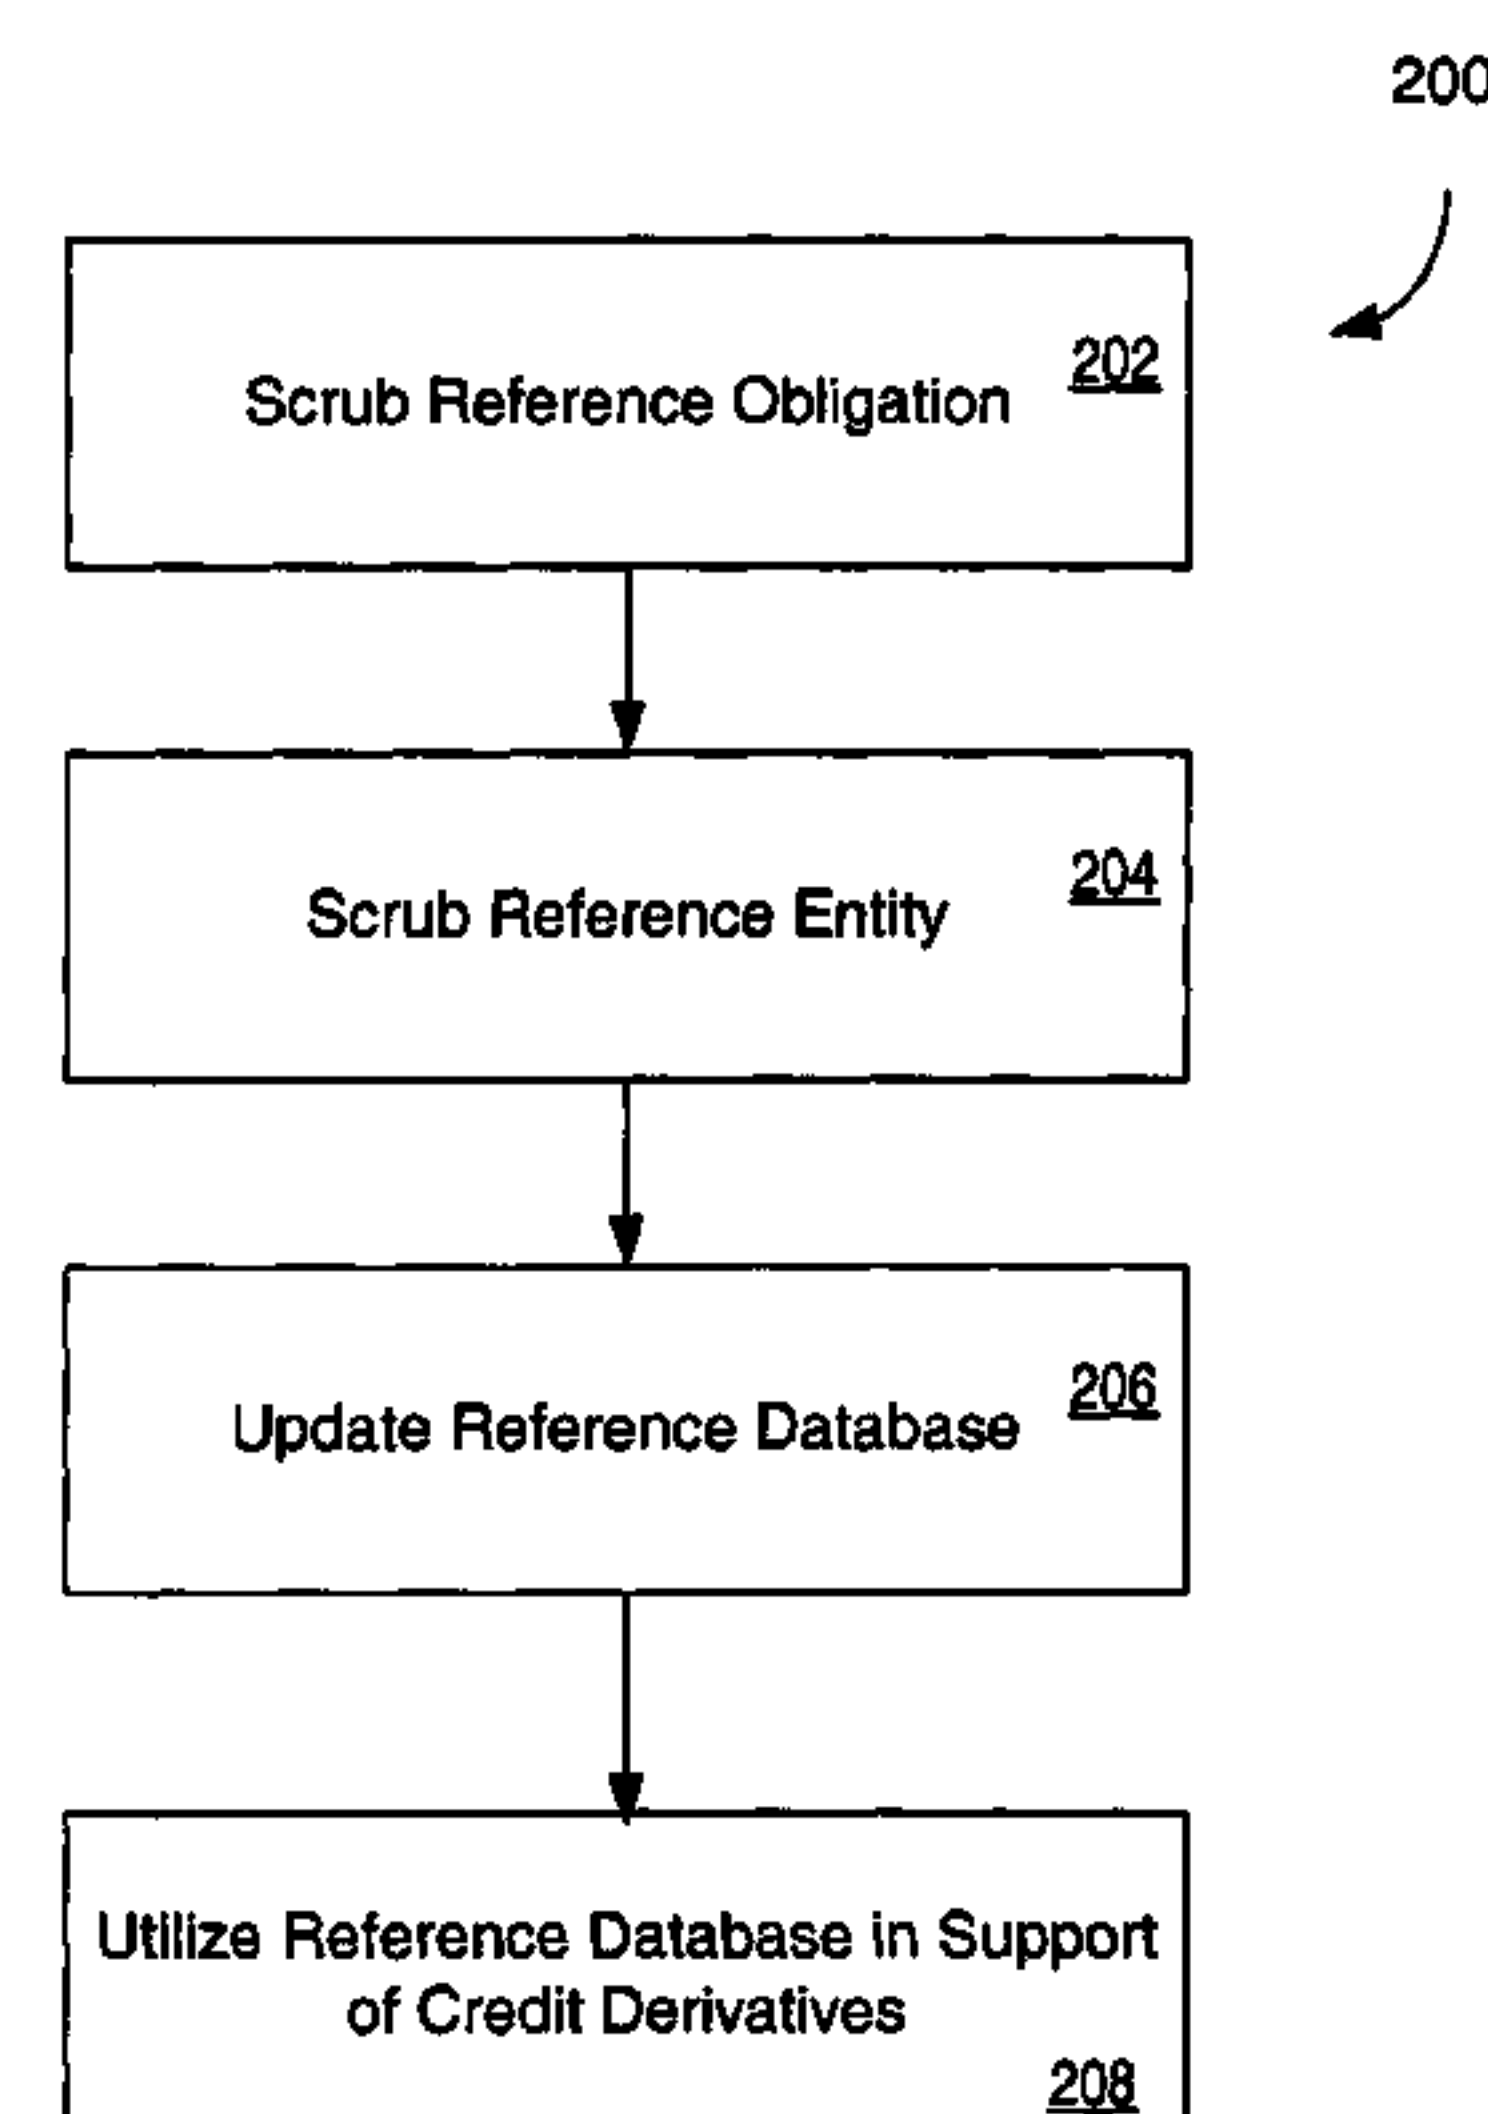 200
202
Scrub Reference Obligation
204
Scrub Reference Entity
206
Update Reference Database
Utilize Reference Database in Support
of Credit Derivatives
208